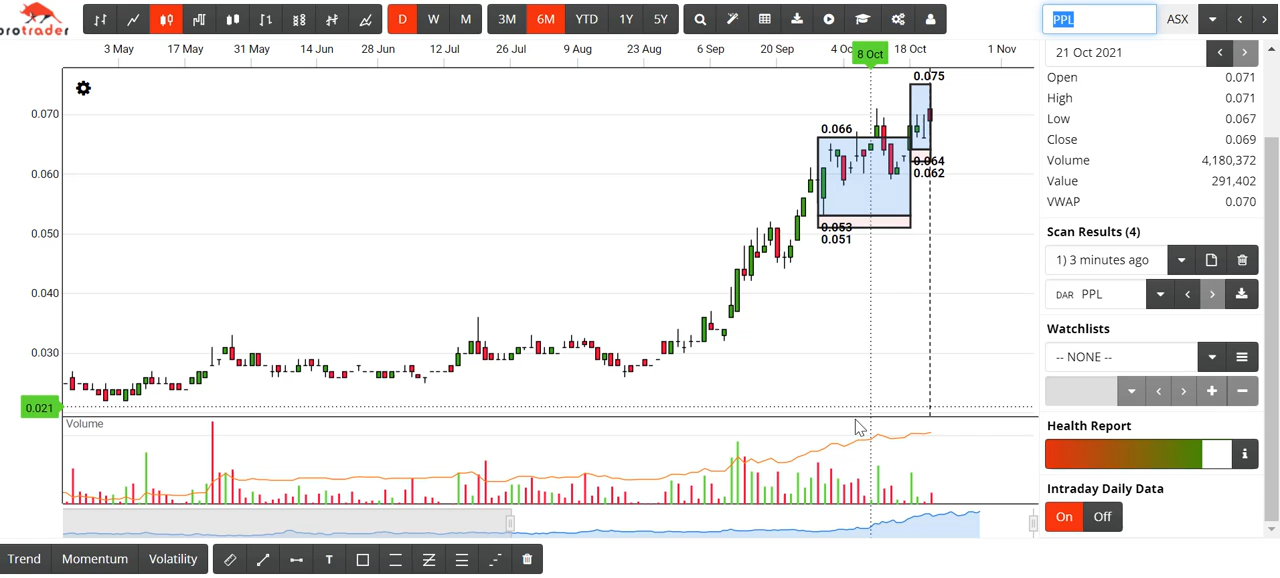 protrader
D W M
3M 6M YTD 1Y 5Y
PPL ASX
3 May 17 May 31 May 14 Jun 28 Jun 12 Jul 26 Jul 9 Aug 23 Aug 6 Sep 20 Sep 4 Oct 8 Oct 18 Oct 1 Nov
0.070
0.060
0.050
0.040
0.030
0.021
0.066
0.053
0.051
0.075
0.064
0.062
Volume
21 Oct 2021
Open 0.071
High 0.071
Low 0.067
Close 0.069
Volume 4,180,372
Value 291,402
VWAP 0.070
Scan Results (4)
1) 3 minutes ago
DAR PPL
Watchlists
-- NONE --
Health Report
Intraday Daily Data
On Off
Trend Momentum Volatility
T